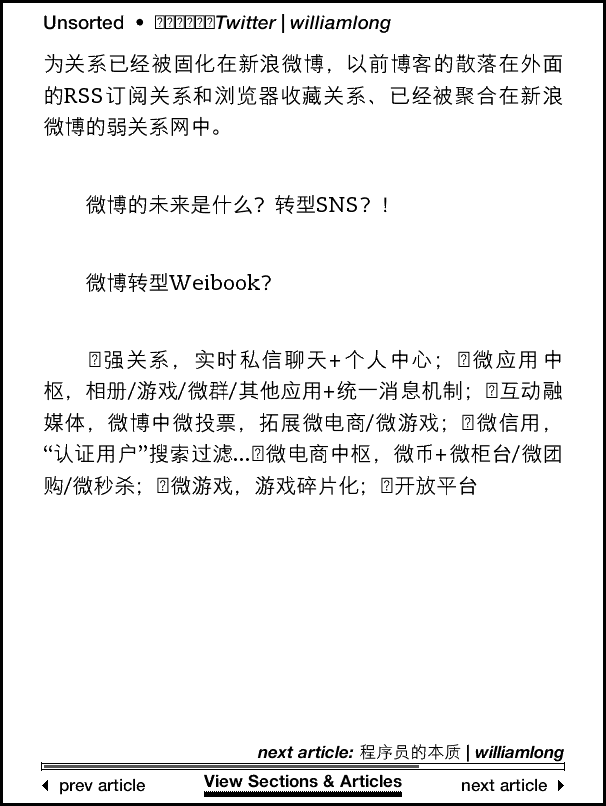 Unsorted • Twitter | williamlong
为关系已经被固化在新浪微博，以前博客的散落在外面
的RSS订阅关系和浏览器收藏关系、已经被聚合在新浪
微博的弱关系网中。
微博的未来是什么？转型SNS？！
微博转型Weibook？
强关系，实时私信聊天+个人中心；微应用中
枢，相册/游戏/微群/其他应用+统一消息机制；互动融
媒体，微博中微投票，拓展微电商/微游戏；微信用，
“认证用户”搜索过滤...微电商中枢，微币+微柜台/微团
购/微秒杀；微游戏，游戏碎片化；开放平台
next article: 程序员的本质 | williamlong
prev article View Sections & Articles next article